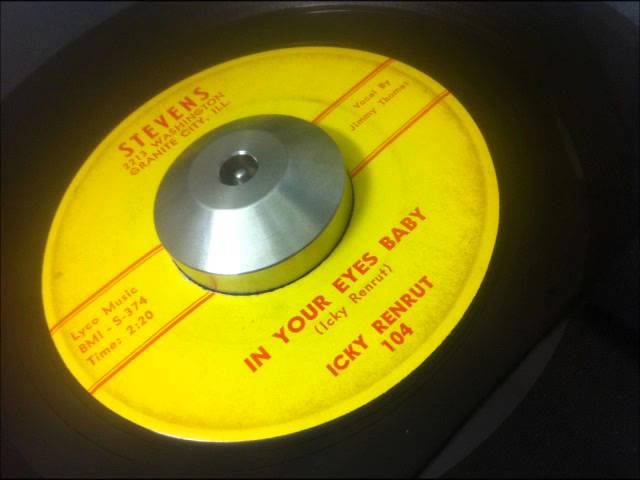 STEVENS
2713 WASHINGTON
GRANITE CITY, ILL.
Vocal By
Jimmy Thomas
Lyco Music
BMI - S-374
Time: 2:20
IN YOUR EYES BABY
(Icky Renrut)
ICKY RENRUT
104